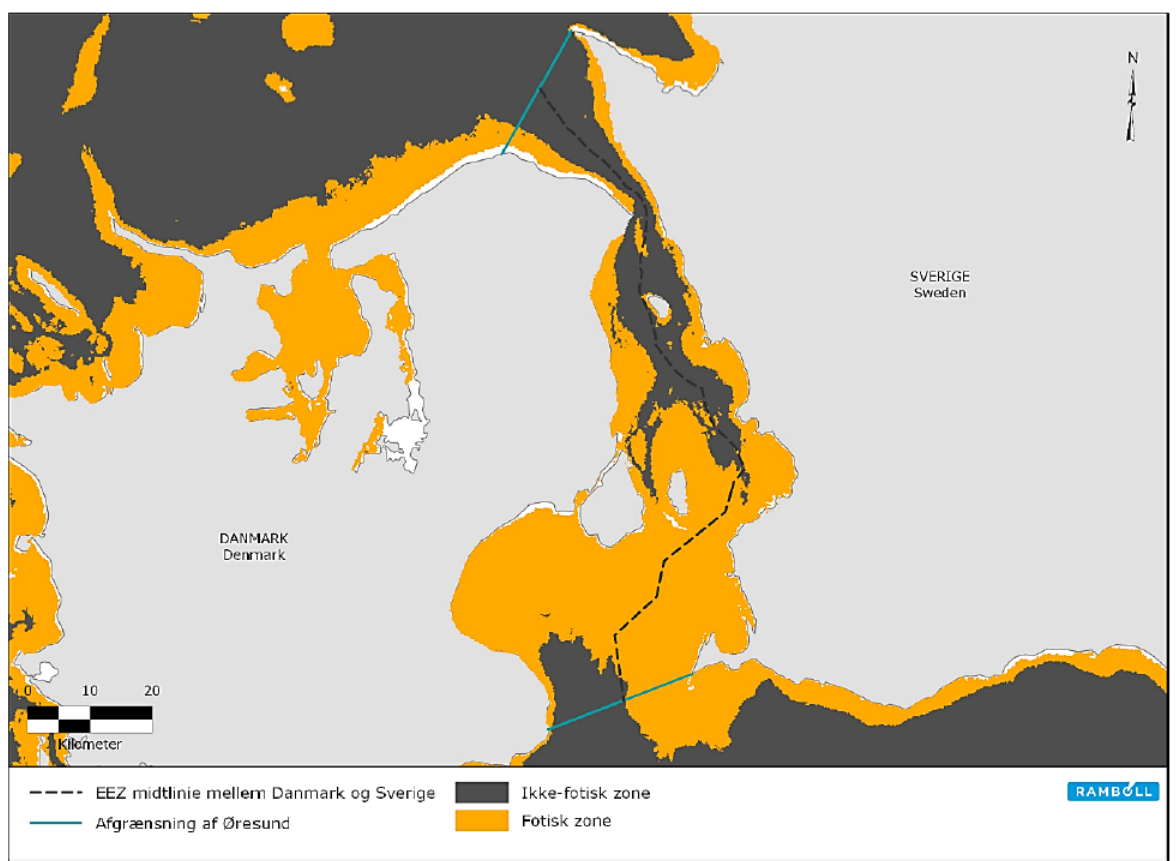 N
SVERIGE
Sweden
DANMARK
Denmark
0 10 20
Kilometer
EEZ midtlinie mellem Danmark og Sverige
Afgrænsning af Øresund
Ikke-fotisk zone
Fotisk zone
RAMBOLL